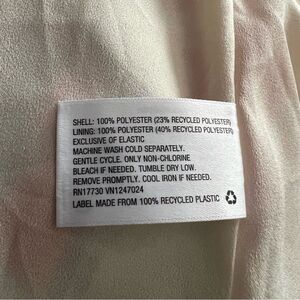 SHELL: 100% POLYESTER (23% RECYCLED POLYESTER)
LINING: 100% POLYESTER (40% RECYCLED POLYESTER)
EXCLUSIVE OF ELASTIC
MACHINE WASH COLD SEPARATELY.
GENTLE CYCLE. ONLY NON-CHLORINE
BLEACH IF NEEDED. TUMBLE DRY LOW.
REMOVE PROMPTLY. COOL IRON IF NEEDED.
RN17730 VN1247024
LABEL MADE FROM 100% RECYCLED PLASTIC